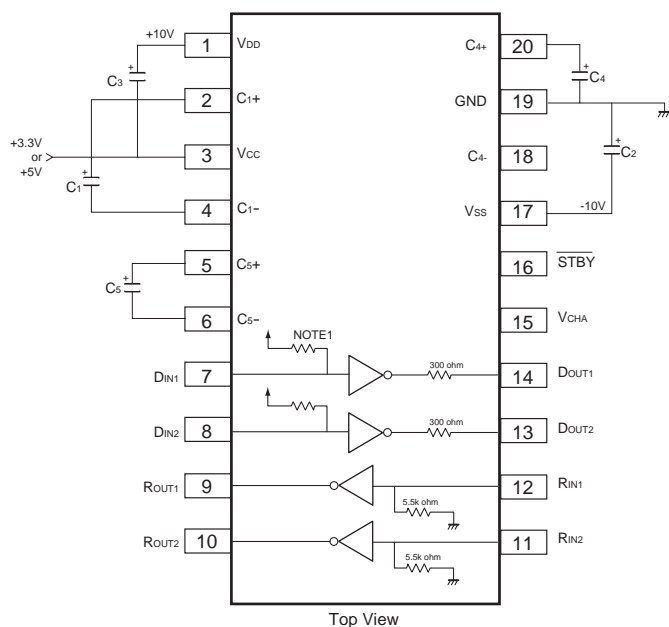 +10V
1 VDD
C4+ 20
+
C3
+
C4
2 C1+
GND 19
+3.3V
or
+5V
3 VCC
C4- 18
+
C2
+
C1
4 C1-
VSS 17
-10V
5 C5+
STBY 16
+
C5
6 C5-
VCHA 15
NOTE1
DIN1 7
300 ohm
14 DOUT1
DIN2 8
300 ohm
13 DOUT2
ROUT1 9
12 RIN1
5.5k ohm
ROUT2 10
11 RIN2
5.5k ohm
Top View